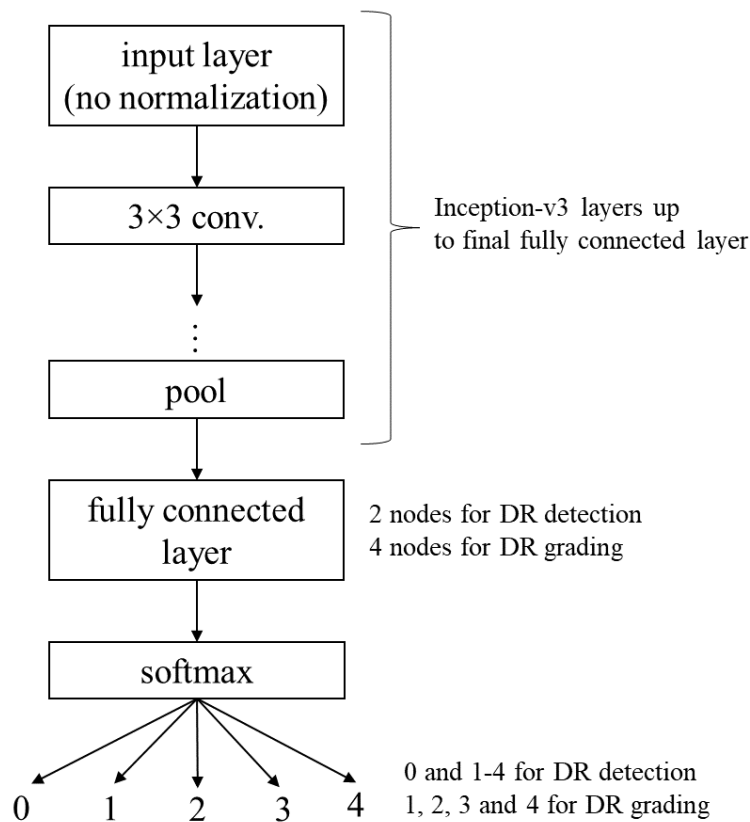 input layer
(no normalization)
3×3 conv.
Inception-v3 layers up
to final fully connected layer
⋮
pool
fully connected
layer
2 nodes for DR detection
4 nodes for DR grading
softmax
0 1 2 3 4
0 and 1-4 for DR detection
1, 2, 3 and 4 for DR grading